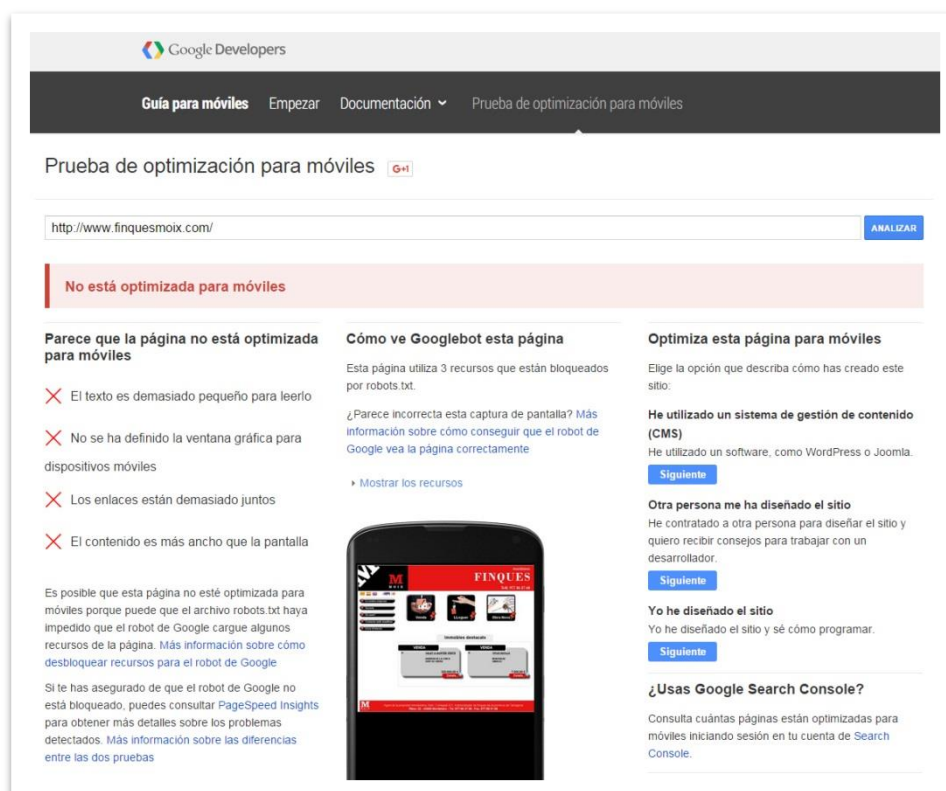 Google Developers
Guía para móviles Empezar Documentación Prueba de optimización para móviles
Prueba de optimización para móviles G+1
http://www.finquesmoix.com/ ANALIZAR
No está optimizada para móviles
Parece que la página no está optimizada
para móviles
El texto es demasiado pequeño para leerlo
No se ha definido la ventana gráfica para
dispositivos móviles
Los enlaces están demasiado juntos
El contenido es más ancho que la pantalla
Es posible que esta página no esté optimizada para
móviles porque puede que el archivo robots.txt haya
impedido que el robot de Google cargue algunos
recursos de la página. Más información sobre cómo
desbloquear recursos para el robot de Google
Si te has asegurado de que el robot de Google no
está bloqueado, puedes consultar PageSpeed Insights
para obtener más detalles sobre los problemas
detectados. Más información sobre las diferencias
entre las dos pruebas
Cómo ve Googlebot esta página
Esta página utiliza 3 recursos que están bloqueados
por robots.txt.
¿Parece incorrecta esta captura de pantalla? Más
información sobre cómo conseguir que el robot de
Google vea la página correctamente
Mostrar los recursos
M
FINQUES
Venda
Lloguer
Obra Nova
Immobles destacats
VENDA VENDA
M
Optimiza esta página para móviles
Elige la opción que describa cómo has creado este
sitio:
He utilizado un sistema de gestión de contenido
(CMS)
He utilizado un software, como WordPress o Joomla.
Siguiente
Otra persona me ha diseñado el sitio
He contratado a otra persona para diseñar el sitio y
quiero recibir consejos para trabajar con un
desarrollador.
Siguiente
Yo he diseñado el sitio
Yo he diseñado el sitio y sé cómo programar.
Siguiente
¿Usas Google Search Console?
Consulta cuántas páginas están optimizadas para
móviles iniciando sesión en tu cuenta de Search
Console.